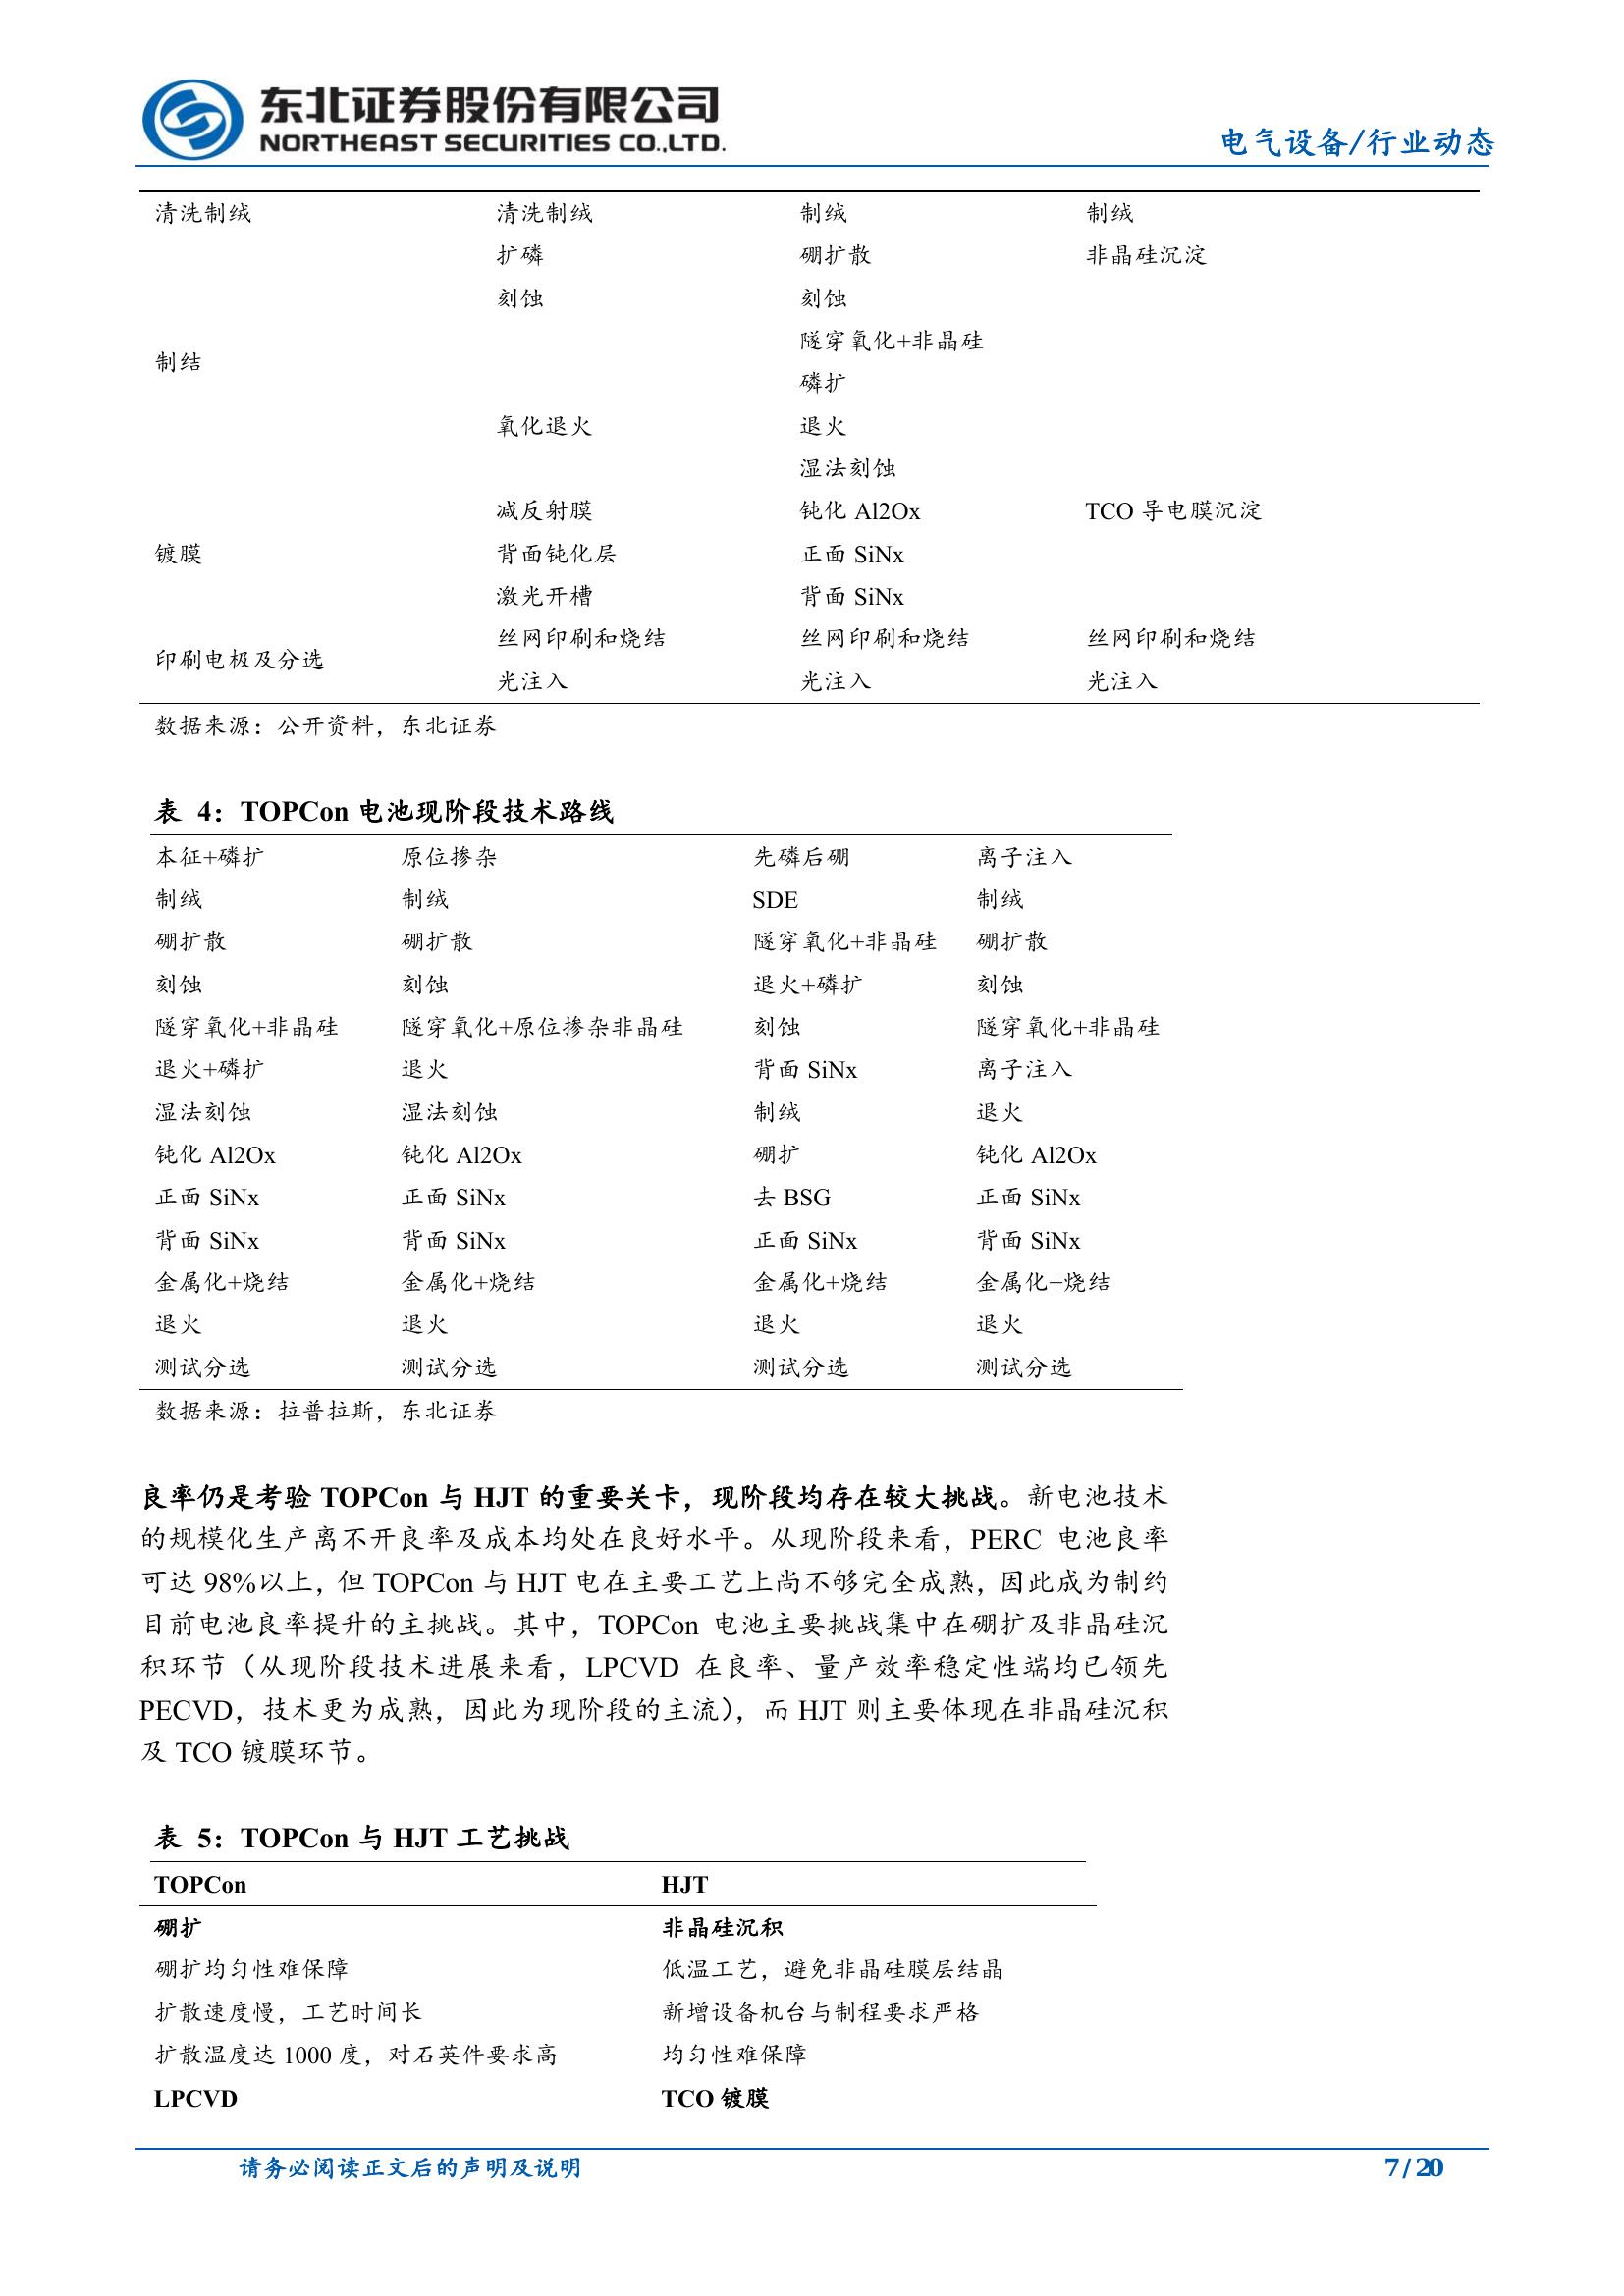 东北证券股份有限公司
NORTHEAST SECURITIES CO.,LTD.
电气设备/行业动态
清洗制绒 清洗制绒 制绒 制绒
扩磷 硼扩散 非晶硅沉淀
刻蚀 刻蚀
隧穿氧化+非晶硅
制结
磷扩
氧化退火 退火
湿法刻蚀
减反射膜 钝化 Al2Ox TCO 导电膜沉淀
镀膜 背面钝化层 正面 SiNx
激光开槽 背面 SiNx
丝网印刷和烧结 丝网印刷和烧结 丝网印刷和烧结
印刷电极及分选
光注入 光注入 光注入
数据来源：公开资料，东北证券
表 4：TOPCon 电池现阶段技术路线
本征+磷扩 原位掺杂 先磷后硼 离子注入
制绒 制绒 SDE 制绒
硼扩散 硼扩散 隧穿氧化+非晶硅 硼扩散
刻蚀 刻蚀 退火+磷扩 刻蚀
隧穿氧化+非晶硅 隧穿氧化+原位掺杂非晶硅 刻蚀 隧穿氧化+非晶硅
退火+磷扩 退火 背面 SiNx 离子注入
湿法刻蚀 湿法刻蚀 制绒 退火
钝化 Al2Ox 钝化 Al2Ox 硼扩 钝化 Al2Ox
正面 SiNx 正面 SiNx 去 BSG 正面 SiNx
背面 SiNx 背面 SiNx 正面 SiNx 背面 SiNx
金属化+烧结 金属化+烧结 金属化+烧结 金属化+烧结
退火 退火 退火 退火
测试分选 测试分选 测试分选 测试分选
数据来源：拉普拉斯，东北证券
良率仍是考验 TOPCon 与 HJT 的重要关卡，现阶段均存在较大挑战。新电池技术
的规模化生产离不开良率及成本均处在良好水平。从现阶段来看，PERC 电池良率
可达 98%以上，但 TOPCon 与 HJT 电在主要工艺上尚不够完全成熟，因此成为制约
目前电池良率提升的主挑战。其中，TOPCon 电池主要挑战集中在硼扩及非晶硅沉
积环节（从现阶段技术进展来看，LPCVD 在良率、量产效率稳定性端均已领先
PECVD，技术更为成熟，因此为现阶段的主流），而 HJT 则主要体现在非晶硅沉积
及 TCO 镀膜环节。
表 5：TOPCon 与 HJT 工艺挑战
TOPCon HJT
硼扩 非晶硅沉积
硼扩均匀性难保障 低温工艺，避免非晶硅膜层结晶
扩散速度慢，工艺时间长 新增设备机台与制程要求严格
扩散温度达 1000 度，对石英件要求高 均匀性难保障
LPCVD TCO 镀膜
请务必阅读正文后的声明及说明 7 / 20